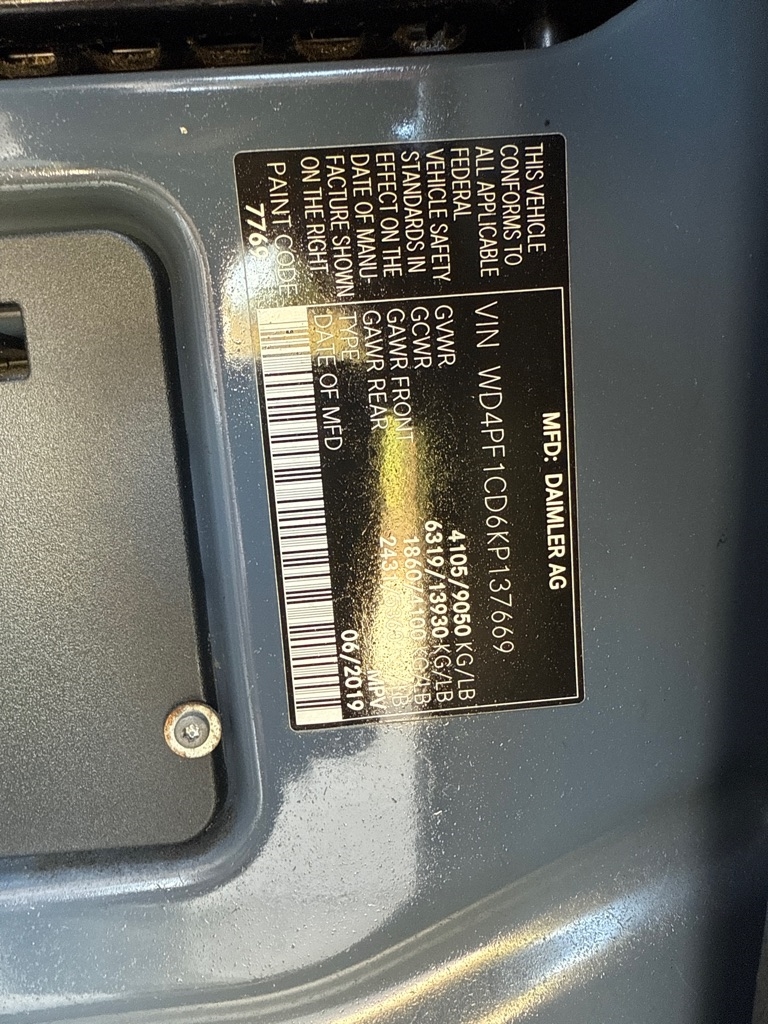 MFD: DAIMLER AG
THIS VEHICLE
CONFORMS TO
ALL APPLICABLE
FEDERAL
VEHICLE SAFETY
STANDARDS IN
EFFECT ON THE
DATE OF MANU-
FACTURE SHOWN
ON THE RIGHT
PAINT CODE
7769
VIN WD4PF1CD6KP137669
GVWR 4105/9050 KG/LB
GCWR 6319/13930 KG/LB
GAWR FRONT 1860/4100 KG/LB
GAWR REAR
TYPE MPV
DATE OF MFD 06/2019